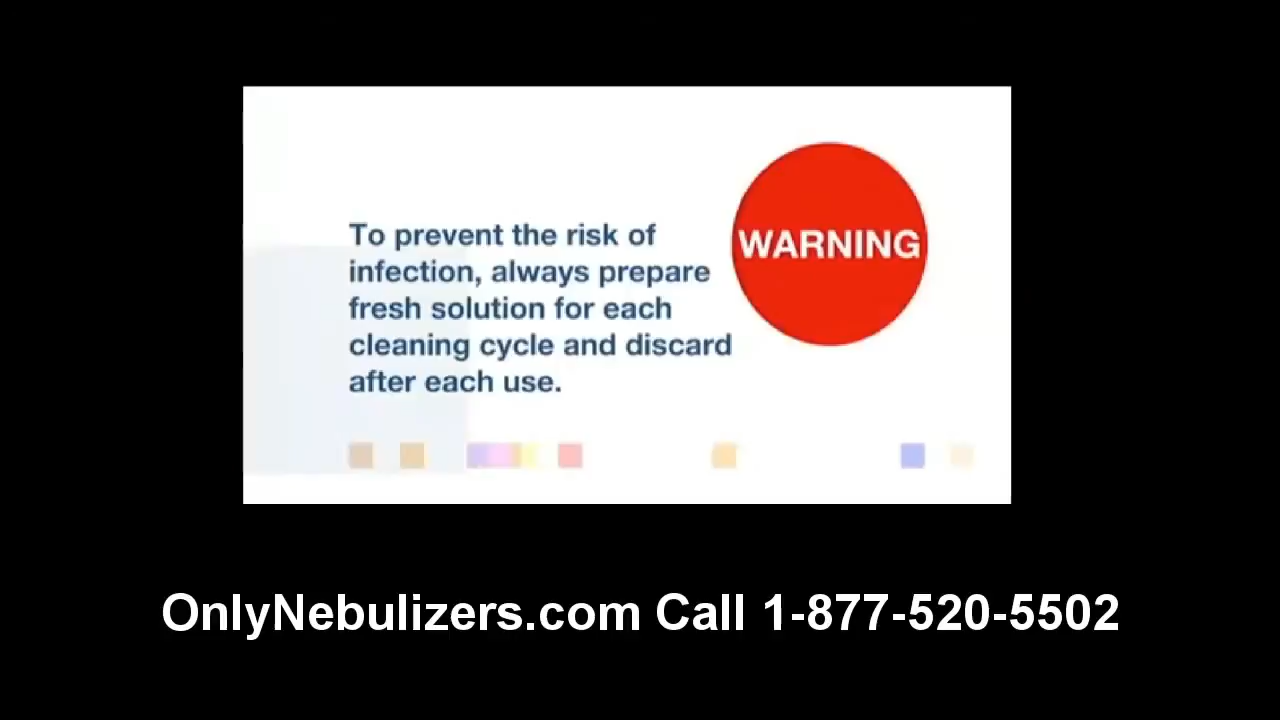 To prevent the risk of
infection, always prepare
fresh solution for each
cleaning cycle and discard
after each use.
WARNING
OnlyNebulizers.com Call 1-877-520-5502